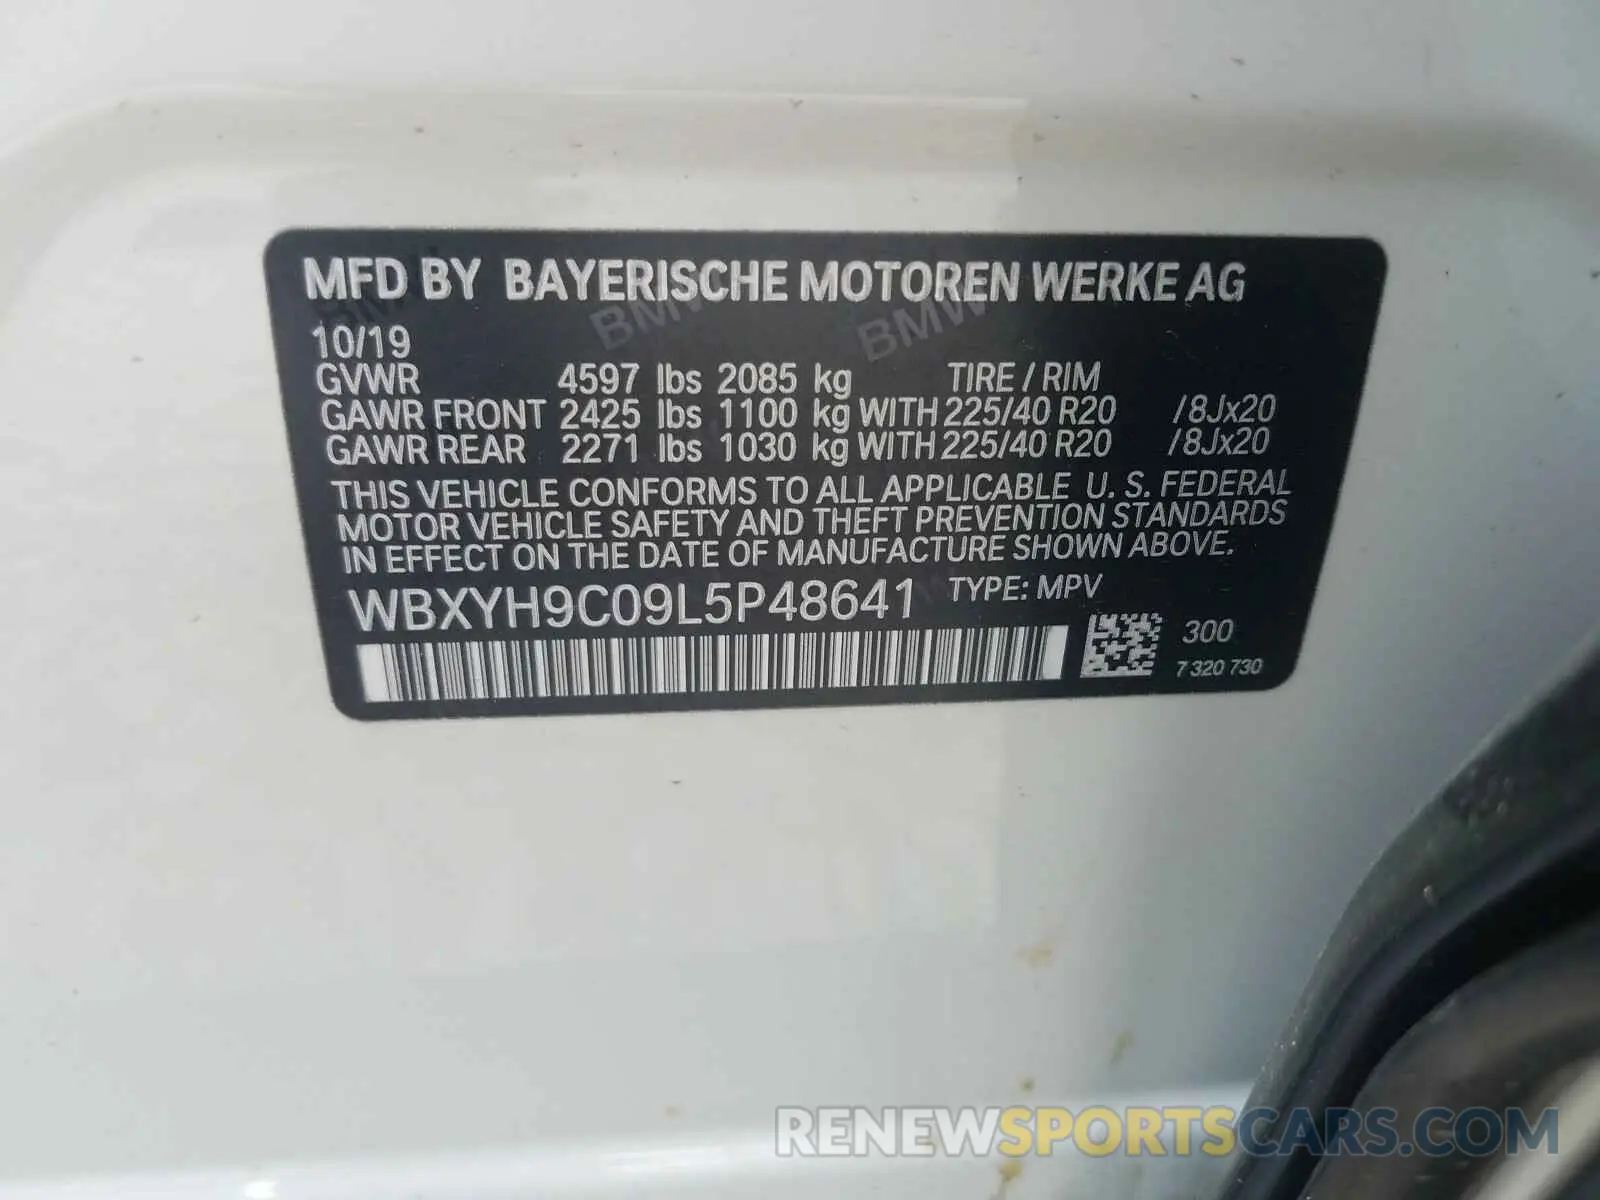 MFD BY BAYERISCHE MOTOREN WERKE AG
10/19
GVWR 4597 lbs 2085 kg TIRE / RIM
GAWR FRONT 2425 lbs 1100 kg WITH 225/40 R20 /8Jx20
GAWR REAR 2271 lbs 1030 kg WITH 225/40 R20 /8Jx20
THIS VEHICLE CONFORMS TO ALL APPLICABLE U. S. FEDERAL
MOTOR VEHICLE SAFETY AND THEFT PREVENTION STANDARDS
IN EFFECT ON THE DATE OF MANUFACTURE SHOWN ABOVE.
WBXYH9C09L5P48641 TYPE: MPV
300
7 320 730
BMW BMW BMW
RENEWSPORTSCARS.COM